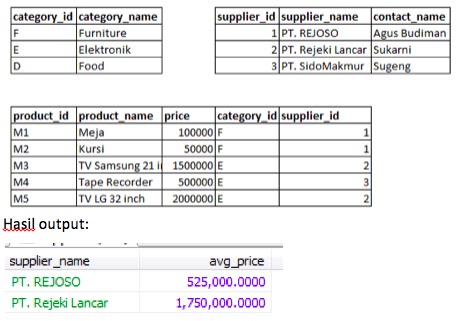 category_id category_name
F Furniture
E Elektronik
D Food
supplier_id supplier_name contact_name
1 PT. REJOSO Agus Budiman
2 PT. Rejeki Lancar Sukarni
3 PT. SidoMakmur Sugeng
product_id product_name price category_id supplier_id
M1 Meja 100000 F 1
M2 Kursi 50000 F 1
M3 TV Samsung 21 i 1500000 E 2
M4 Tape Recorder 500000 E 3
M5 TV LG 32 inch 2000000 E 2
Hasil output:
supplier_name avg_price
PT. REJOSO 525,000.0000
PT. Rejeki Lancar 1,750,000.0000